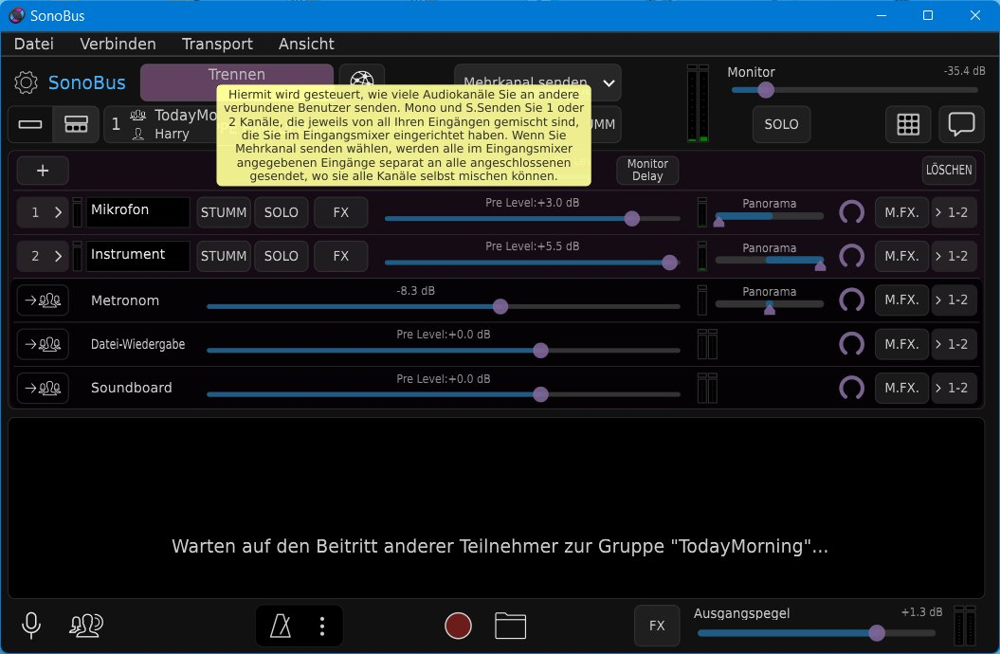 SonoBus
Datei Verbinden Transport Ansicht
SonoBus
Trennen
Mehrkanal senden
Monitor
-35.4 dB
1
TodayMo
Harry
SOLO
Hiermit wird gesteuert, wie viele Audiokanäle Sie an andere
verbundene Benutzer senden. Mono und S.Senden Sie 1 oder
2 Kanäle, die jeweils von all Ihren Eingängen gemischt sind,
die Sie im Eingangsmixer eingerichtet haben. Wenn Sie
Mehrkanal senden wählen, werden alle im Eingangsmixer
angegebenen Eingänge separat an alle angeschlossenen
gesendet, wo sie alle Kanäle selbst mischen können.
+
Monitor
Delay
LÖSCHEN
1 > Mikrofon STUMM SOLO FX Pre Level:+3.0 dB Panorama M.FX. > 1-2
2 > Instrument STUMM SOLO FX Pre Level:+5.5 dB Panorama M.FX. > 1-2
Metronom -8.3 dB Panorama M.FX. > 1-2
Datei-Wiedergabe Pre Level:+0.0 dB M.FX. > 1-2
Soundboard Pre Level:+0.0 dB M.FX. > 1-2
Warten auf den Beitritt anderer Teilnehmer zur Gruppe "TodayMorning"...
FX
Ausgangspegel
+1.3 dB